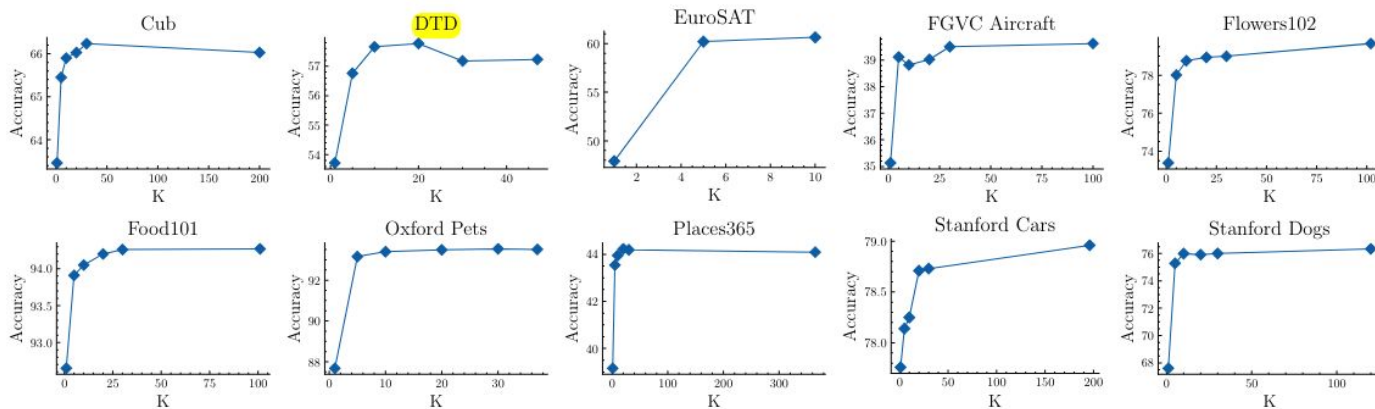 Cub
DTD
EuroSAT
FGVC Aircraft
Flowers102
Accuracy
66
65
64
0 50 100 150 200
K
Accuracy
57
56
55
54
0 20 40
K
Accuracy
60
55
50
2 4 6 8 10
K
Accuracy
39
38
37
36
35
0 25 50 75 100
K
Accuracy
78
76
74
0 25 50 75 100
K
Food101
Oxford Pets
Places365
Stanford Cars
Stanford Dogs
Accuracy
94.0
93.5
93.0
0 25 50 75 100
K
Accuracy
92
90
88
0 10 20 30
K
Accuracy
44
42
40
0 100 200 300
K
Accuracy
79.0
78.5
78.0
0 50 100 150 200
K
Accuracy
76
74
72
70
68
0 50 100
K